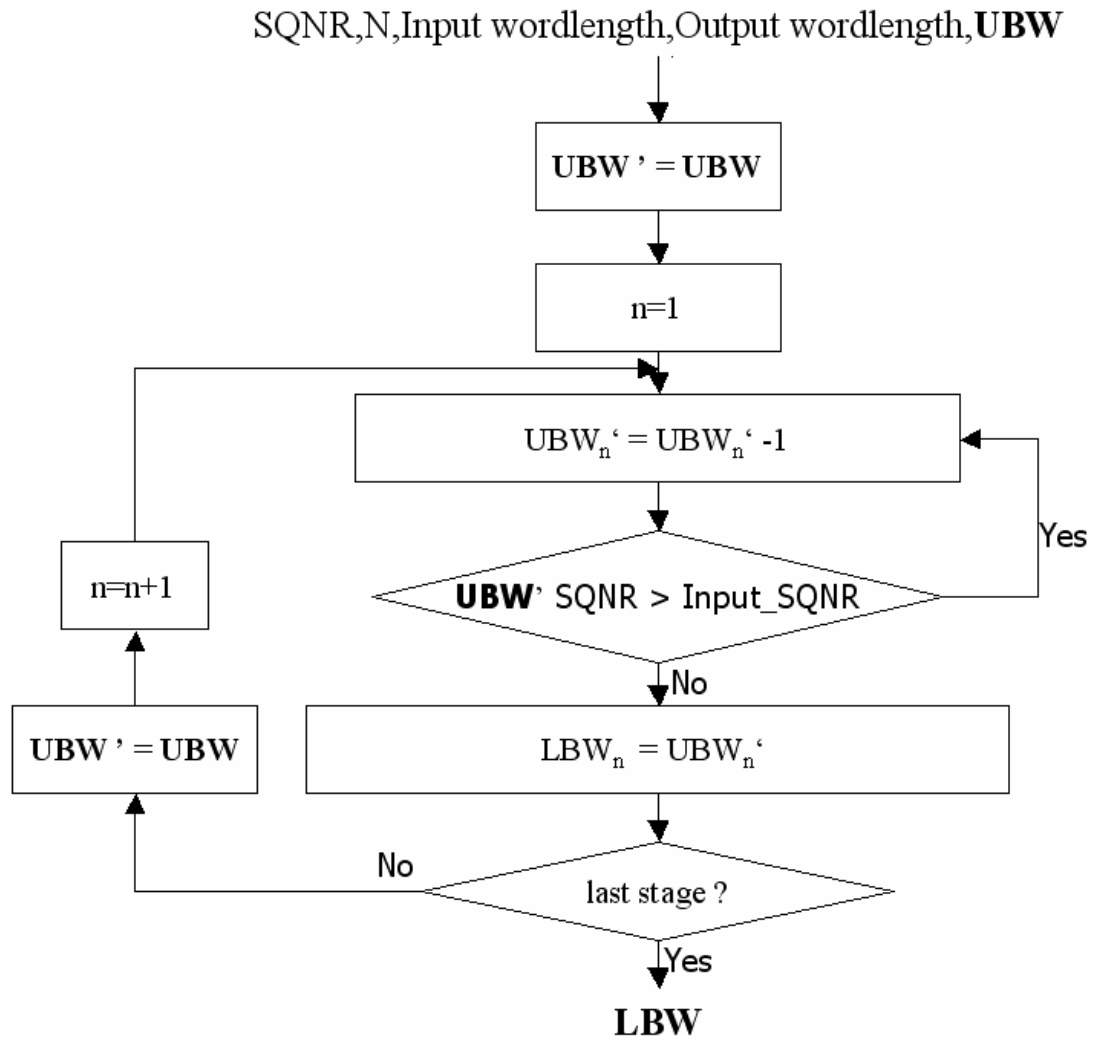 SQNR,N,Input wordlength,Output wordlength,UBW
UBW ’ = UBW
n=1
UBWn‘ = UBWn‘ -1
Yes
n=n+1
UBW’ SQNR > Input_SQNR
No
UBW ’ = UBW
LBWn = UBWn‘
No
last stage ?
Yes
LBW